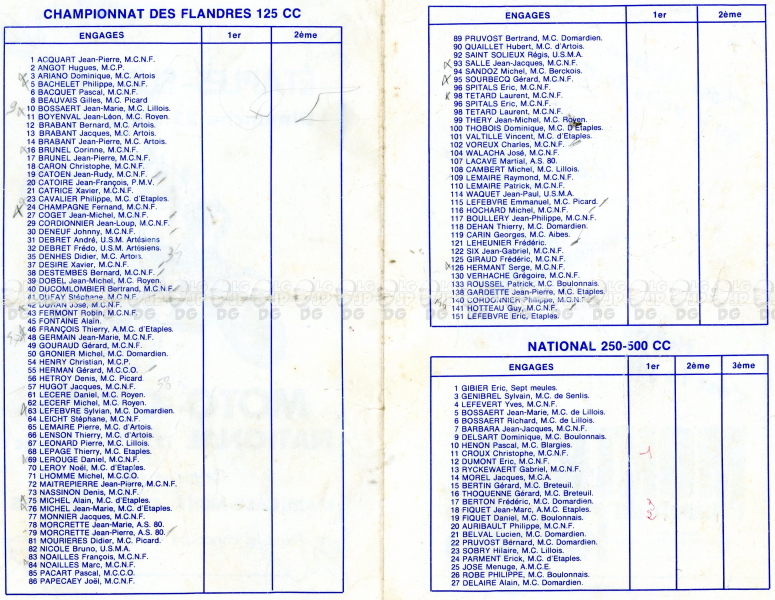 CHAMPIONNAT DES FLANDRES 125 CC
ENGAGES 1er 2ème
1 ACQUART Jean-Pierre, M.C.N.F.
2 ANGOT Hugues, M.C.P.
3 ARIANO Dominique, M.C. Artois
5 BACHELET Philippe, M.C.N.F.
6 BACQUET Pascal, M.C.N.F.
8 BEAUVAIS Gilles, M.C. Picard
10 BOSSAERT Jean-Marie, M.C. Lillois.
11 BOYENVAL Jean-Léon, M.C. Royen.
12 BRABANT Bernard, M.C. Artois.
13 BRABANT Jacques, M.C. Artois.
14 BRABANT Jean-Pierre, M.C. Artois
16 BRUNEL Corinne, M.C.N.F.
17 BRUNEL Jean-Pierre, M.C.N.F.
18 CARON Christophe, M.C.N.F.
19 CATOEN Jean-Rudy, M.C.N.F.
20 CATOIRE Jean-François, P.M.V.
21 CATRICE Xavier, M.C.N.F.
23 CAVALIER Philippe, M.C. d'Etaples.
24 CHAMPAGNE Fernand, M.C.N.F.
27 COGET Jean-Michel, M.C.N.F.
29 CORDIONNIER Jean-Loup, M.C.N.F.
30 DENEUF Johnny, M.C.N.F.
31 DEBRET André, U.S.M. Artésiens
32 DEBRET Frédo, U.S.M. Artésiens.
35 DENHES Didier, M.C. Artois.
37 DESIRE Xavier, M.C.N.F.
38 DESTEMBES Bernard, M.C.N.F.
39 DOBEL Jean-Michel, M.C. Royen.
40 DUCOMLOMBIER Bertrand, M.C.N.F.
41 DUFAY Stéphane, M.C.N.F.
42 DURAN José, M.C.N.F.
43 FERMONT Robin, M.C.N.F.
45 FONTAINE Alain.
46 FRANÇOIS Thierry, A.M.C. d'Etaples.
48 GERMAIN Jean-Marie, M.C.N.F.
49 GOURAUD Gérard, M.C.N.F.
50 GRONIER Michel, M.C. Domardien.
54 HENRY Christian, M.C.P.
55 HERMAN Gérard, M.C.C.O.
56 HETROY Denis, M.C. Picard.
57 HUGOT Jacques, M.C.N.F.
61 LECERE Daniel, M.C. Royen.
62 LECERF Michel, M.C. Royen.
63 LEFEBVRE Sylvian, M.C. Domardien.
64 LEICHT Stéphane, M.C.N.F.
65 LEMAIRE Pierre, M.C. d'Artois.
66 LENSON Thierry, M.C. d'Artois.
67 LEONARD Pierre, M.C. Lillois.
68 LEPAGE Thierry, M.C. Etaples.
69 LEROUGE Daniel, M.C.N.F.
70 LEROY Noël, M.C. d'Etaples.
71 LHOMME Michel, M.C.C.O.
72 MAITREPIERRE Jean-Pierre, M.C.N.F.
73 NASSINON Denis, M.C.N.F.
75 MICHEL Alain, M.C. d'Etaples.
76 MICHEL Jean-Marie, M.C. d'Etaples.
77 MONNIER Jacques, M.C.N.F.
78 MORCRETTE Jean-Marie, A.S. 80.
79 MORCRETTE Jean-Pierre, A.S. 80.
81 MOURIERES Didier, M.C. Picard.
82 NICOLE Bruno, U.S.M.A.
83 NOAILLES François, M.C.N.F.
84 NOAILLES Marc, M.C.N.F.
85 PACART Pascal, M.C.C.O.
86 PAPECAEY Joël, M.C.N.F.
ENGAGES 1er 2ème
89 PRUVOST Bertrand, M.C. Domardien.
90 QUAILLET Hubert, M.C. d'Artois.
92 SAINT SOLIEUX Régis, U.S.M.A.
93 SALLE Jean-Jacques, M.C.N.F.
94 SANDOZ Michel, M.C. Berckois.
95 SOURBECQ Gérard, M.C.N.F.
96 SPITALS Eric, M.C.N.F.
98 TETARD Laurent, M.C.N.F.
96 SPITALS Eric, M.C.N.F.
98 TETARD Laurent, M.C.N.F.
99 THERY Jean-Michel, M.C. Royen.
100 THOBOIS Dominique, M.C. D'Etaples.
101 VALTILLE Vincent, M.C. d'Etaples.
102 VOREUX Charles, M.C.N.F.
104 WALACHA José, M.C.N.F.
107 LACAVE Martial, A.S. 80.
108 CAMBERT Michel, M.C. Lillois.
109 LEMAIRE Raymond, M.C.N.F.
110 LEMAIRE Patrick, M.C.N.F.
114 WAQUET Jean-Paul, U.S.M.A.
115 LEFEBVRE Emmanuel, M.C. Picard.
116 HOCHARD Michel, M.C.N.F.
117 BOULLERY Jean-Philippe, M.C.N.F.
118 DEHAN Thierry, M.C. Domardien.
119 CARIN Georges, M.C. Aibes.
121 LEHEUNIER Frédéric.
122 SIX Jean-Gabriel, M.C.N.F.
125 GIRAUD Frédéric, M.C.N.F.
126 HERMANT Serge, M.C.N.F.
130 VERHACHE Grégoire, M.C.N.F.
133 ROUSSEL Patrick, M.C. Boulonnais.
138 GARDETTE Jean-Pierre, M.C. Etaples.
140 CORDONNIER Philippe, M.C.N.F.
141 HOTTEAU Guy, M.C.N.F.
151 LEFEBVRE Eric, Etaples.
NATIONAL 250-500 CC
ENGAGES 1er 2ème 3ème
1 GIBIER Eric, Sept meules.
3 GENIBREL Sylvain, M.C. de Senlis.
4 LEFEVERT Yves, M.C.N.F.
5 BOSSAERT Jean-Marie, M.C. de Lillois.
6 BOSSAERT Richard, M.C. de Lillois.
7 BARBARA Jean-Jacques, M.C.N.F.
9 DELSART Dominique, M.C. Boulonnais.
10 HENON Pascal, M.C. Blargies.
11 CROUX Christophe, M.C.N.F. 1
12 DUMONT Eric, M.C.N.F.
13 RYCKEWAERT Gabriel, M.C.N.F.
14 MOREL Jacques, M.C.A.
15 BERTIN Gérard, M.C. Breteuil.
16 THOQUENNE Gérard, M.C. Breteuil.
17 BERTON Frédéric, M.C. Domardien. 3
18 FIQUET Jean-Marc, A.M.C. Etaples
19 FIQUET Daniel, M.C. Boulonnais. 2
20 AURIBAULT Philippe, M.C.N.F.
21 BELVAL Lucien, M.C. Domardien.
22 PRUVOST Bérnard, M.C. Domardien.
23 SOBRY Hilaire, M.C. Lillois.
24 PARMENT Erick, M.C. d'Etaples.
25 JOSE Menuge, A.M.C.E.
26 ROBE PHILIPPE, M.C. Boulonnais.
27 DELAIRE Alain, M.C. Domardien.